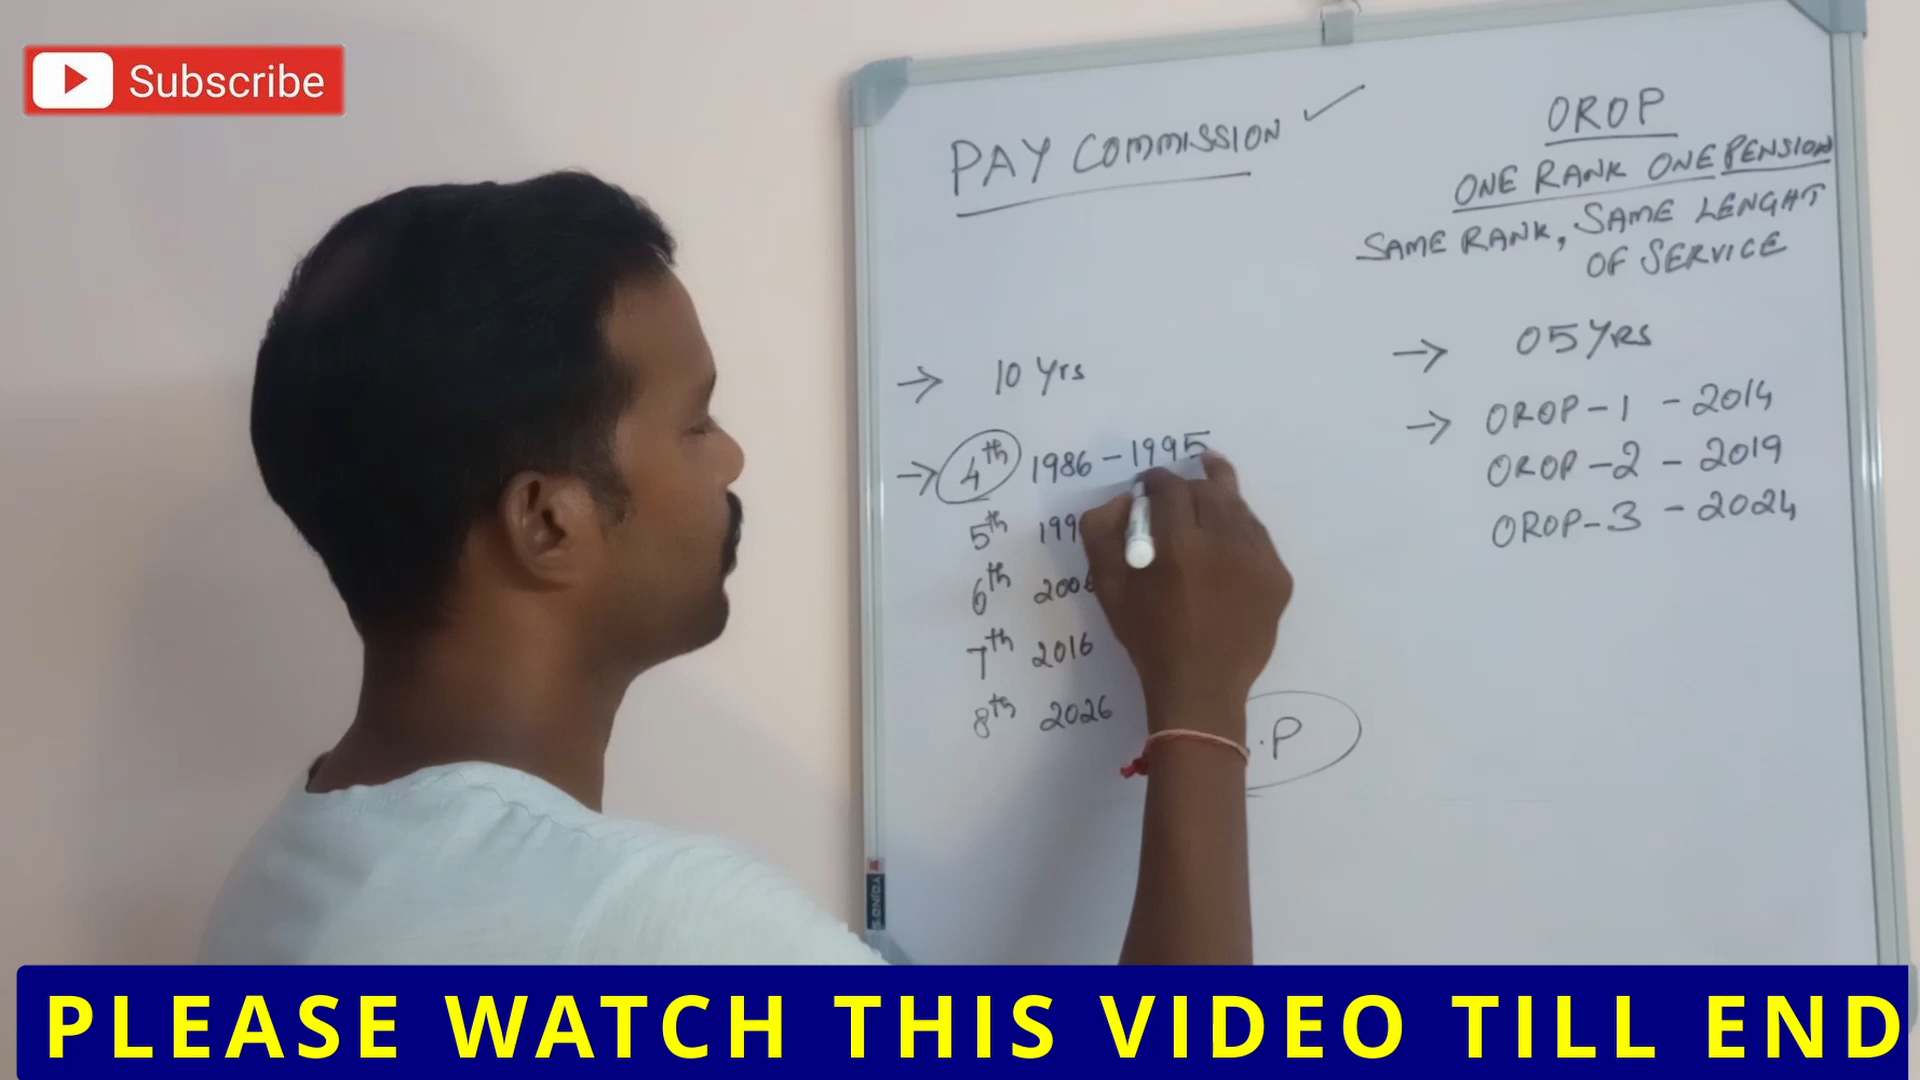 Subscribe
PAY COMMISSION
10 Yrs
4th 1986 - 1995
5th
6th
7th 2016
8th 2026
.P
OROP
ONE RANK ONE PENSION
SAME RANK, SAME LENGHT
OF SERVICE
05 Yrs
OROP - 1 - 2014
OROP - 2 - 2019
OROP - 3 - 2024
PLEASE WATCH THIS VIDEO TILL END